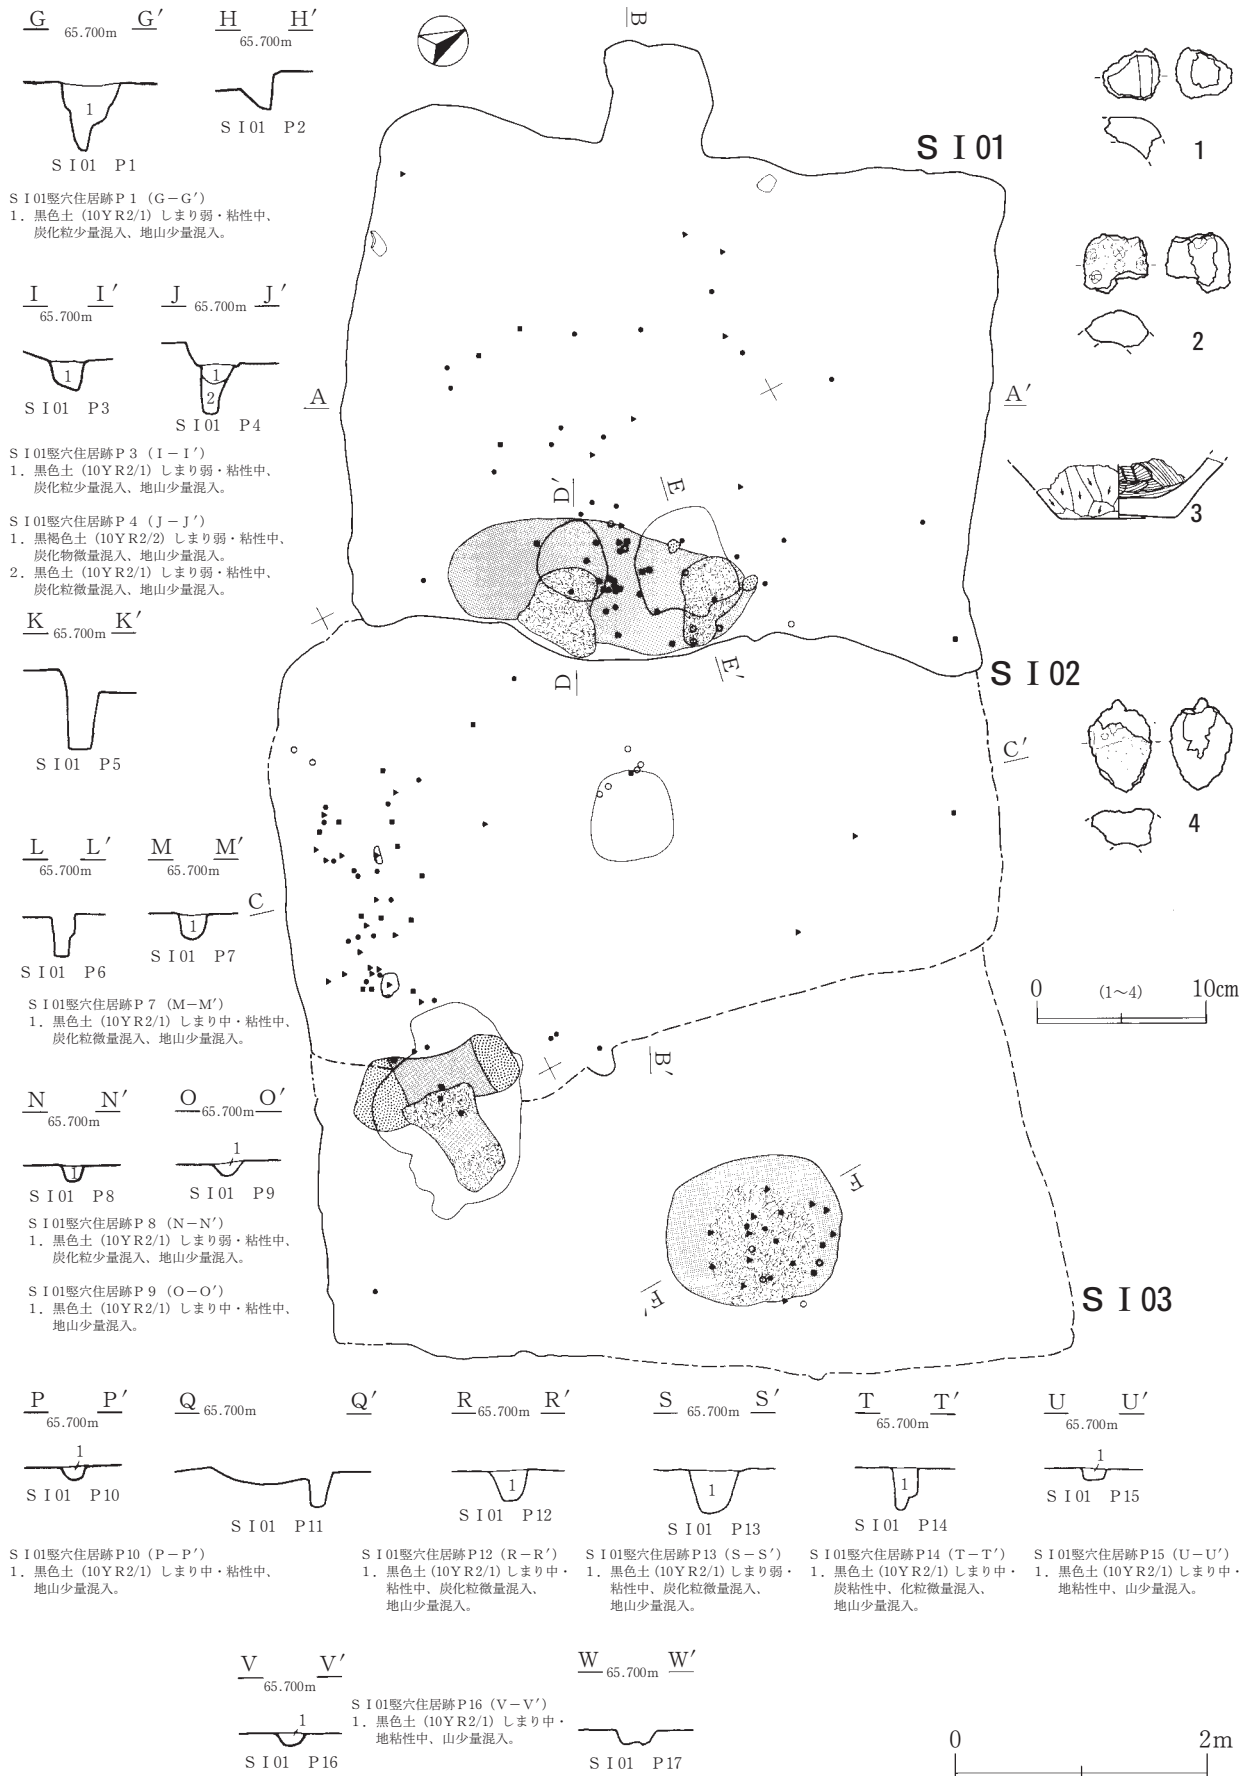 G G′ H H′
65.700m 65.700m
1
SⅠ01 P1
SⅠ01 P2
SⅠ01竪穴住居跡P1（G－G′）
1．黒色土（10YR2/1）しまり弱・粘性中、
炭化粒少量混入、地山少量混入。
I I′ J J′
65.700m 65.700m
1
1
2
SⅠ01 P3
SⅠ01 P4
SⅠ01竪穴住居跡P3（I－I′）
1．黒色土（10YR2/1）しまり弱・粘性中、
炭化粒少量混入、地山少量混入。
SⅠ01竪穴住居跡P4（J－J′）
1．黒褐色土（10YR2/2）しまり弱・粘性中、
炭化物微量混入、地山少量混入。
2．黒色土（10YR2/1）しまり弱・粘性中、
炭化粒微量混入、地山少量混入。
K 65.700m K′
SⅠ01 P5
L L′ M M′
65.700m 65.700m
1
SⅠ01 P6
SⅠ01 P7
SⅠ01竪穴住居跡P7（M－M′）
1．黒色土（10YR2/1）しまり中・粘性中、
炭化粒微量混入、地山少量混入。
N N′ O O′
65.700m 65.700m
1
1
SⅠ01 P8
SⅠ01 P9
SⅠ01竪穴住居跡P8（N－N′）
1．黒色土（10YR2/1）しまり弱・粘性中、
炭化粒少量混入、地山少量混入。
SⅠ01竪穴住居跡P9（O－O′）
1．黒色土（10YR2/1）しまり中・粘性中、
地山少量混入。
B
SⅠ01
A
A′
D′
E
D
E′
SⅠ02
C′
C
B′
F
F′
SⅠ03
1
2
3
4
0 (1～4) 10cm
P P′ Q 65.700m Q′ R R′ S 65.700m S′ T T′ U U′
65.700m 65.700m 65.700m 65.700m
1
1
1
1
1
SⅠ01 P10
SⅠ01 P11
SⅠ01 P12
SⅠ01 P13
SⅠ01 P14
SⅠ01 P15
SⅠ01竪穴住居跡P10（P－P′）
1．黒色土（10YR2/1）しまり中・粘性中、
地山少量混入。
SⅠ01竪穴住居跡P12（R－R′）
1．黒色土（10YR2/1）しまり中・
粘性中、炭化粒微量混入、
地山少量混入。
SⅠ01竪穴住居跡P13（S－S′）
1．黒色土（10YR2/1）しまり弱・
粘性中、炭化粒微量混入、
地山少量混入。
SⅠ01竪穴住居跡P14（T－T′）
1．黒色土（10YR2/1）しまり中・
炭粘性中、化粒微量混入、
地山少量混入。
SⅠ01竪穴住居跡P15（U－U′）
1．黒色土（10YR2/1）しまり中・
地粘性中、山少量混入。
V V′
65.700m
1
SⅠ01 P16
SⅠ01竪穴住居跡P16（V－V′）
1．黒色土（10YR2/1）しまり中・
地粘性中、山少量混入。
W 65.700m W′
SⅠ01 P17
0 2m